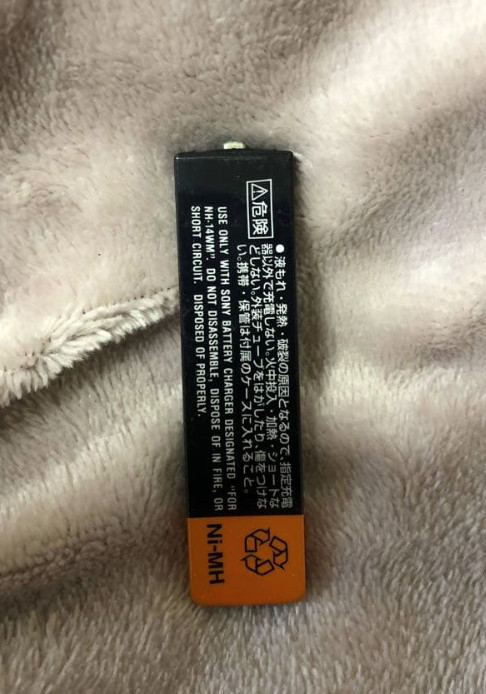 ⚠危険
●液もれ・発熱・破裂の原因となるので、指定充電
器以外で充電しない。火中投入・加熱・ショートな
どしない。外装チューブをはがしたり、傷をつけな
い。携帯・保管は付属のケースに入れること。
USE ONLY WITH SONY BATTERY CHARGER DESIGNATED "FOR
NH-14WM". DO NOT DISASSEMBLE, DISPOSE OF IN FIRE, OR
SHORT CIRCUIT. DISPOSED OF PROPERLY.
Ni-MH